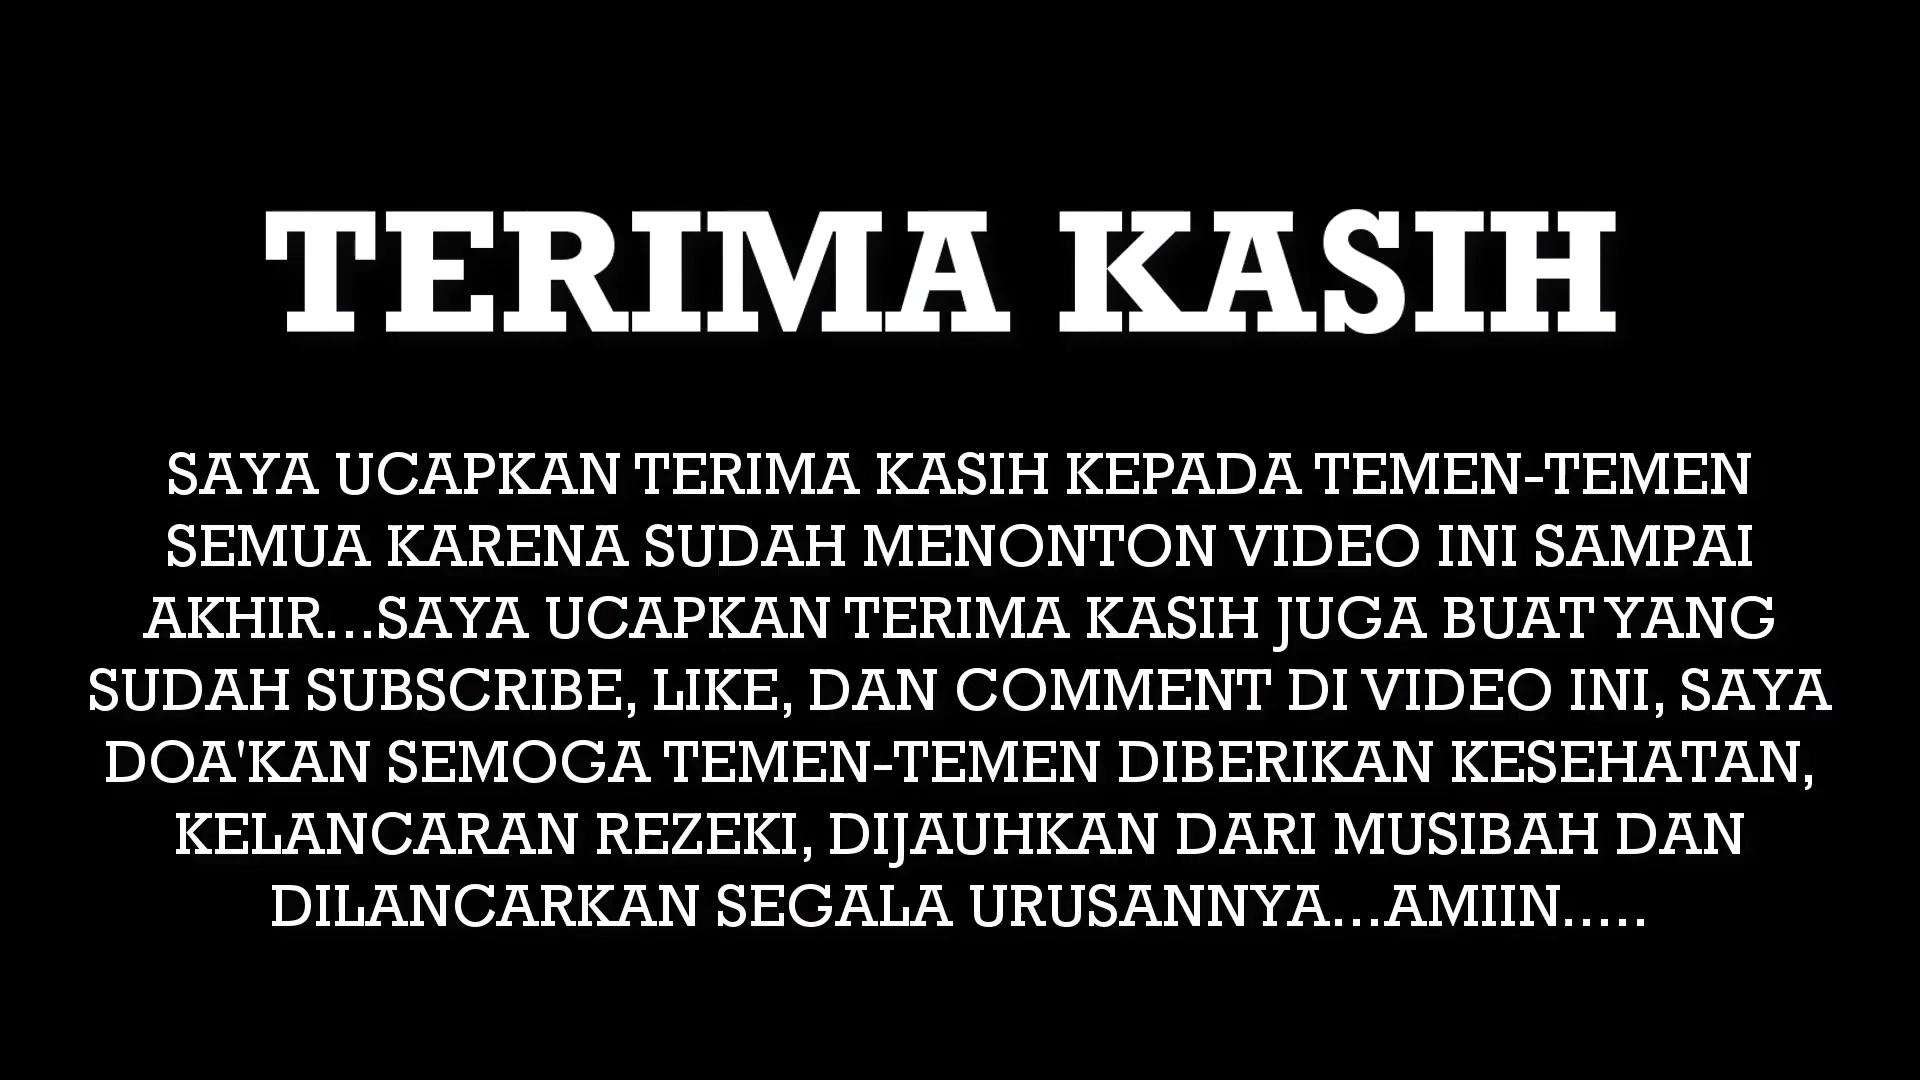 TERIMA KASIH
SAYA UCAPKAN TERIMA KASIH KEPADA TEMEN-TEMEN
SEMUA KARENA SUDAH MENONTON VIDEO INI SAMPAI
AKHIR...SAYA UCAPKAN TERIMA KASIH JUGA BUAT YANG
SUDAH SUBSCRIBE, LIKE, DAN COMMENT DI VIDEO INI, SAYA
DOA'KAN SEMOGA TEMEN-TEMEN DIBERIKAN KESEHATAN,
KELANCARAN REZEKI, DIJAUHKAN DARI MUSIBAH DAN
DILANCARKAN SEGALA URUSANNYA...AMIIN.....